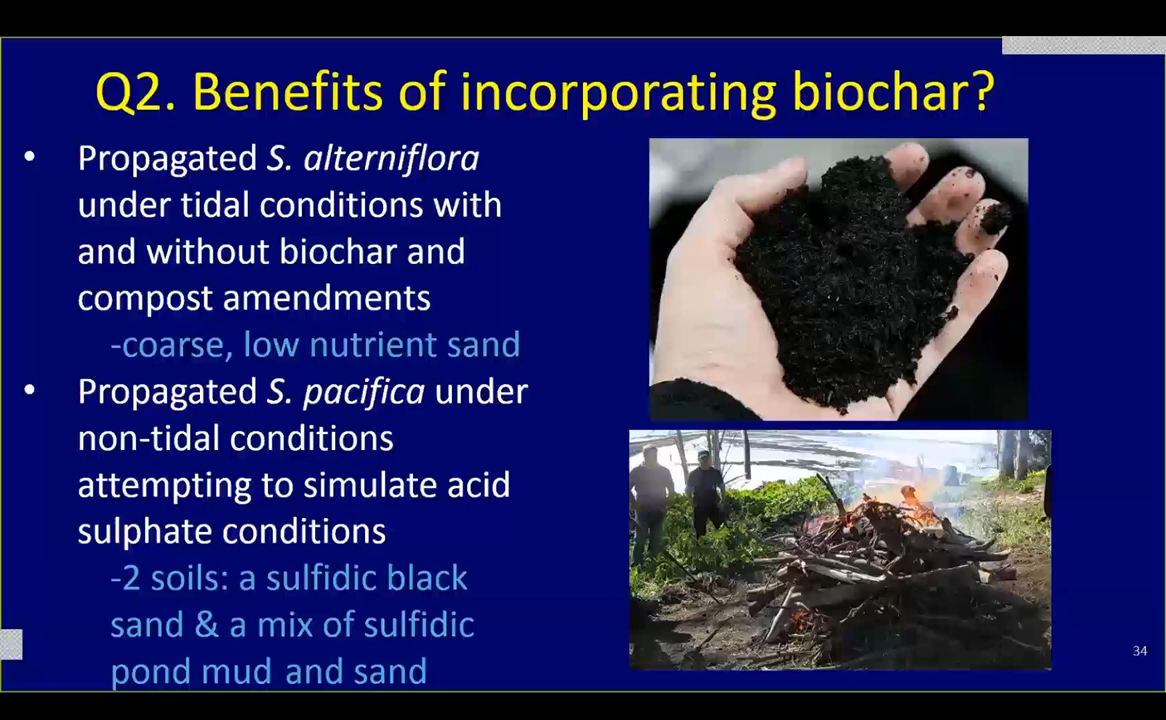 Q2. Benefits of incorporating biochar?
• Propagated S. alterniflora
under tidal conditions with
and without biochar and
compost amendments
-coarse, low nutrient sand
• Propagated S. pacifica under
non-tidal conditions
attempting to simulate acid
sulphate conditions
-2 soils: a sulfidic black
sand & a mix of sulfidic
pond mud and sand
34